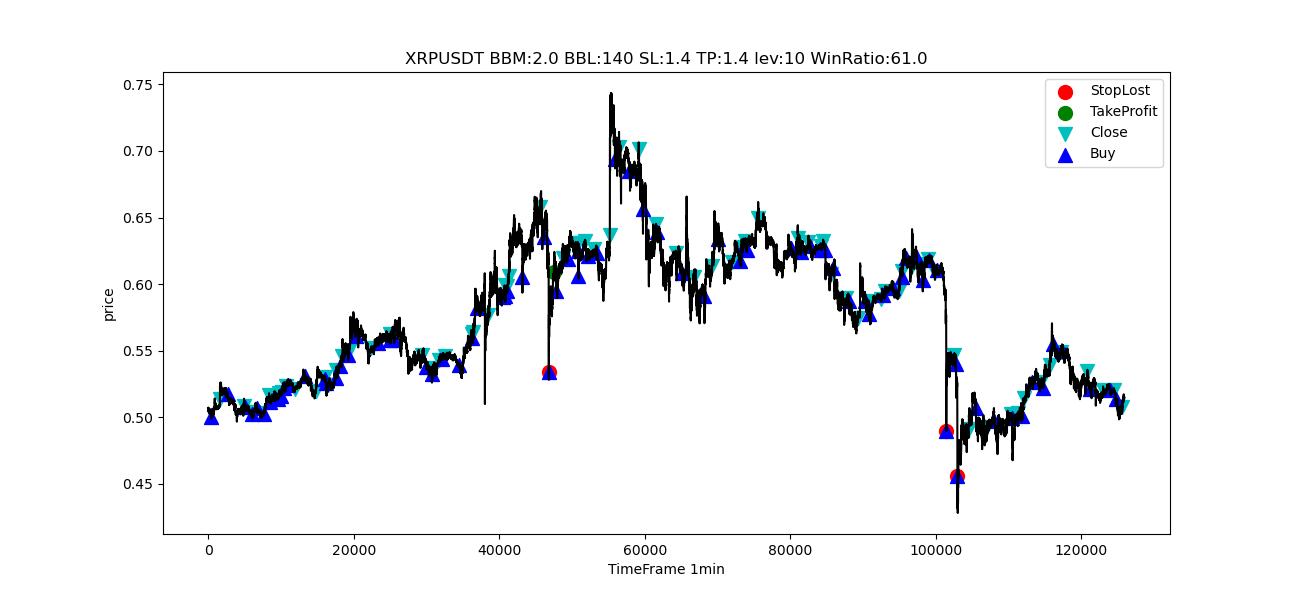 XRPUSDT BBM:2.0 BBL:140 SL:1.4 TP:1.4 lev:10 WinRatio:61.0
StopLost
TakeProfit
Close
Buy
price
0.75
0.70
0.65
0.60
0.55
0.50
0.45
0
20000
40000
60000
80000
100000
120000
TimeFrame 1min